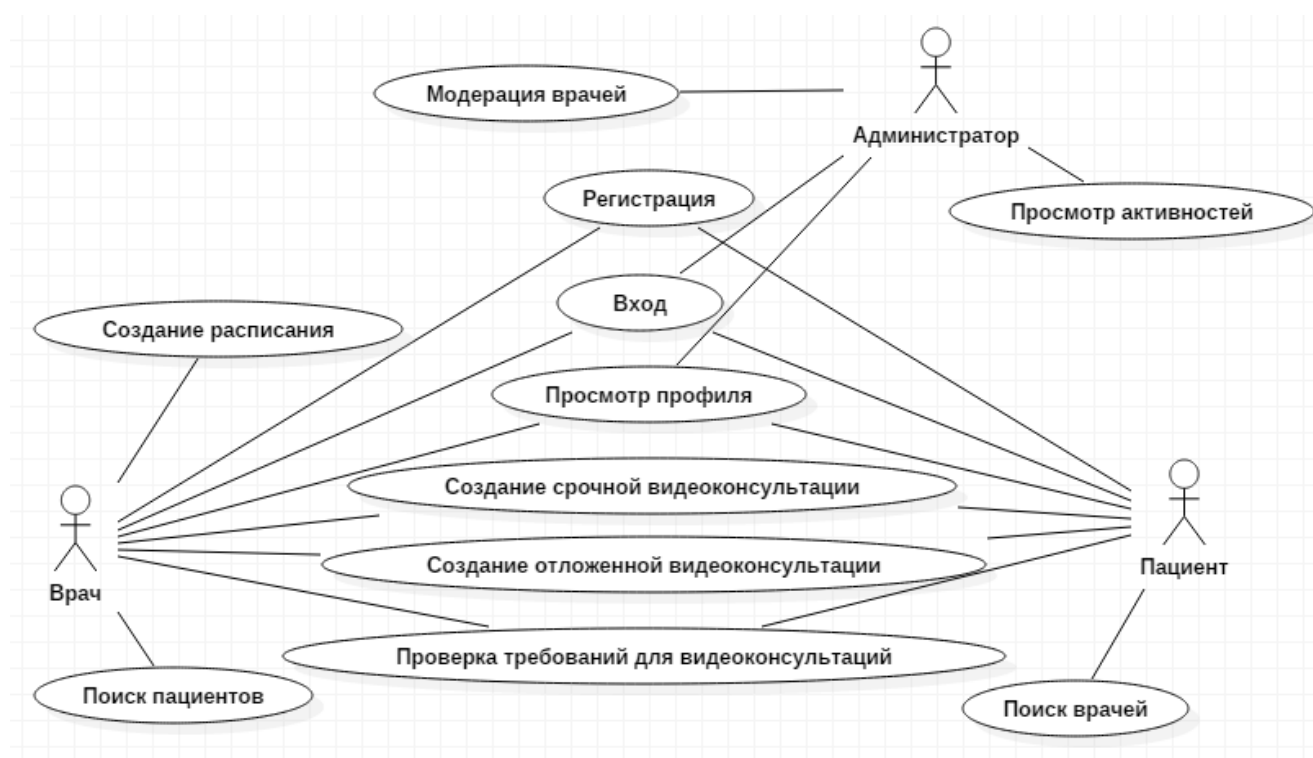 Модерация врачей
Администратор
Регистрация
Просмотр активностей
Вход
Создание расписания
Просмотр профиля
Создание срочной видеоконсультации
Создание отложенной видеоконсультации
Пациент
Врач
Проверка требований для видеоконсультаций
Поиск пациентов
Поиск врачей